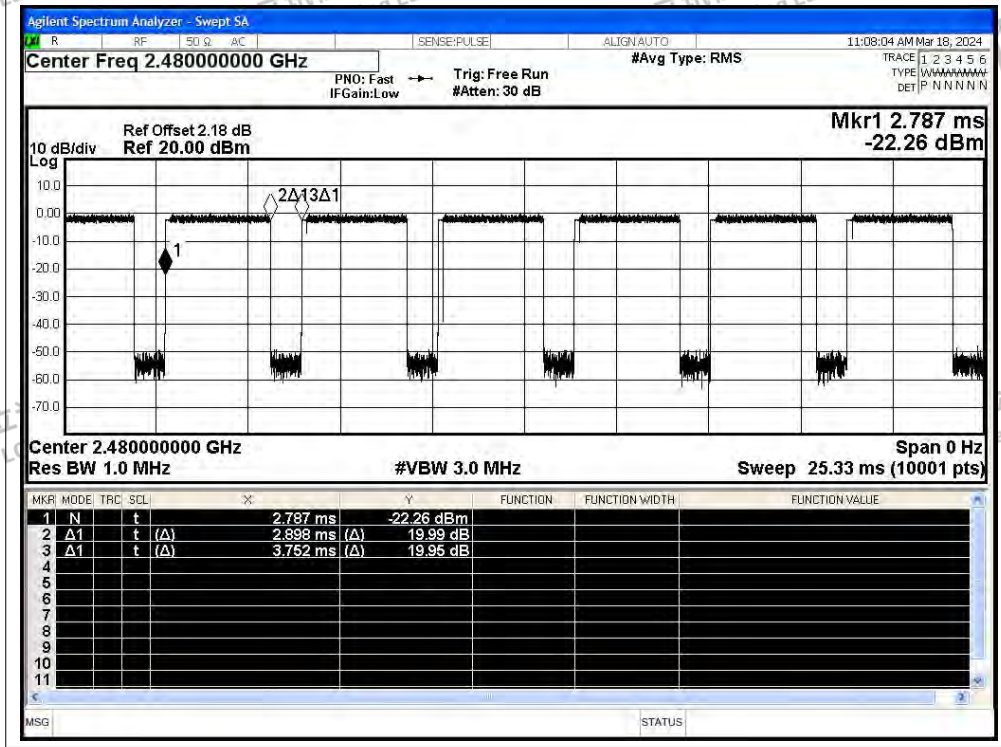 Agilent Spectrum Analyzer - Swept SA
LXI R RF 50 Ω AC SENSE:PULSE ALIGNAUTO 11:08:04 AM Mar 18, 2024
Center Freq 2.480000000 GHz #Avg Type: RMS TRACE 1 2 3 4 5 6
PNO: Fast Trig: Free Run TYPE WWWWWW
IFGain:Low #Atten: 30 dB DET P N N N N N
Mkr1 2.787 ms
Ref Offset 2.18 dB
10 dB/div Ref 20.00 dBm -22.26 dBm
Log
10.0
2Δ1 3Δ1
0.00
-10.0
1
-20.0
-30.0
-40.0
-50.0
-60.0
-70.0
Center 2.480000000 GHz Span 0 Hz
Res BW 1.0 MHz #VBW 3.0 MHz Sweep 25.33 ms (10001 pts)
MKR MODE TRC SCL X Y FUNCTION FUNCTION WIDTH FUNCTION VALUE
1 N t 2.787 ms -22.26 dBm
2 Δ1 t (Δ) 2.898 ms (Δ) 19.99 dB
3 Δ1 t (Δ) 3.752 ms (Δ) 19.95 dB
4
5
6
7
8
9
10
11
MSG STATUS